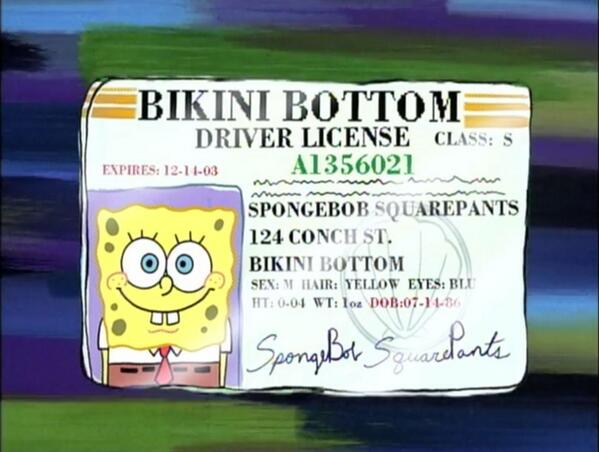 BIKINI BOTTOM
DRIVER LICENSE CLASS: S
EXPIRES: 12-14-03 A1356021
SPONGEBOB SQUAREPANTS
124 CONCH ST.
BIKINI BOTTOM
SEX: M HAIR: YELLOW EYES: BLU
HT: 0-04 WT: 1oz DOB:07-14-86
SpongeBob SquarePants